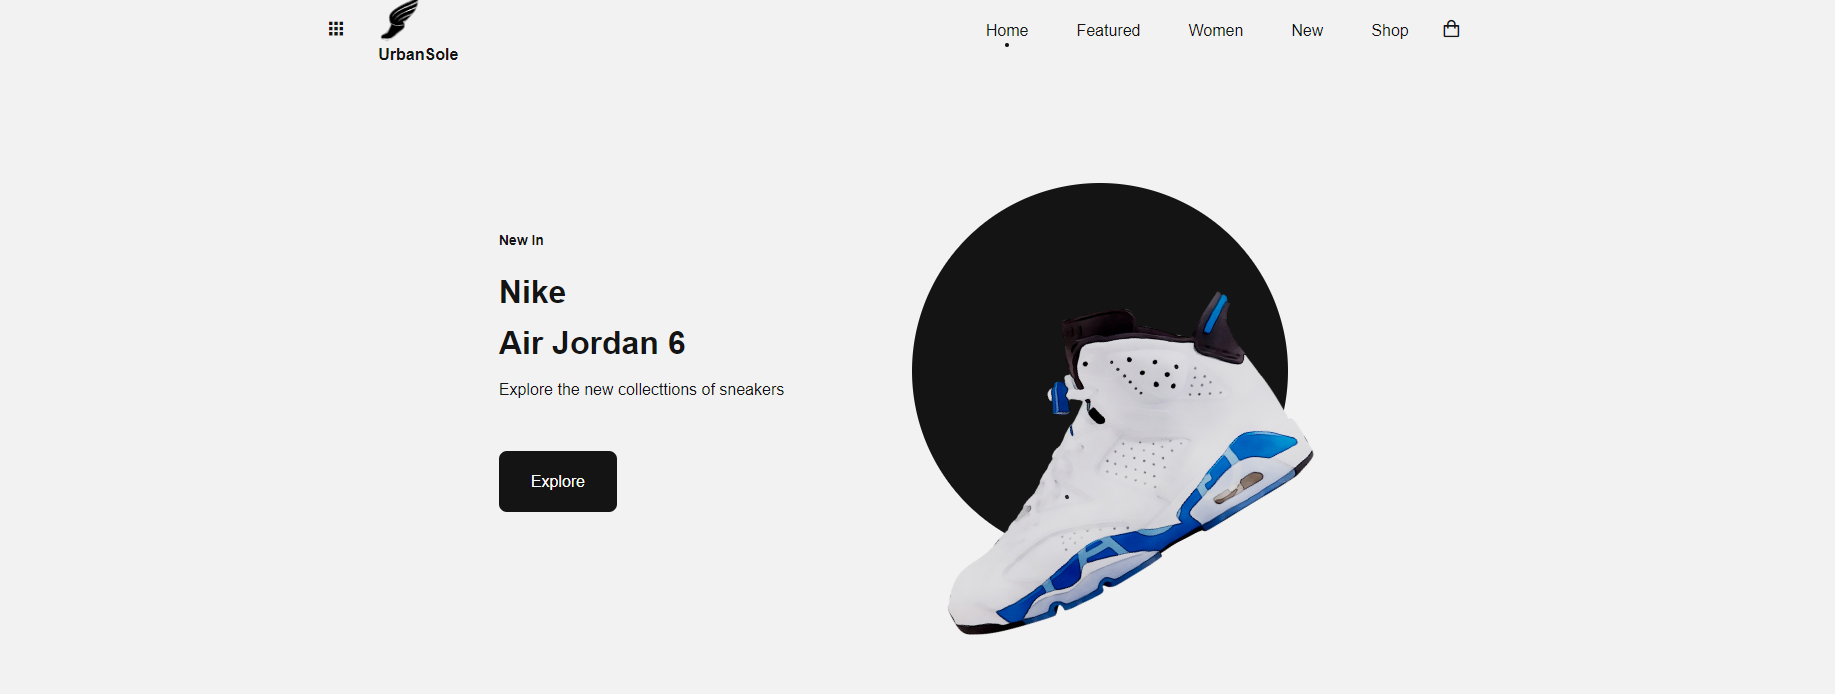 UrbanSole
Home Featured Women New Shop
New In
Nike
Air Jordan 6
Explore the new collecttions of sneakers
Explore